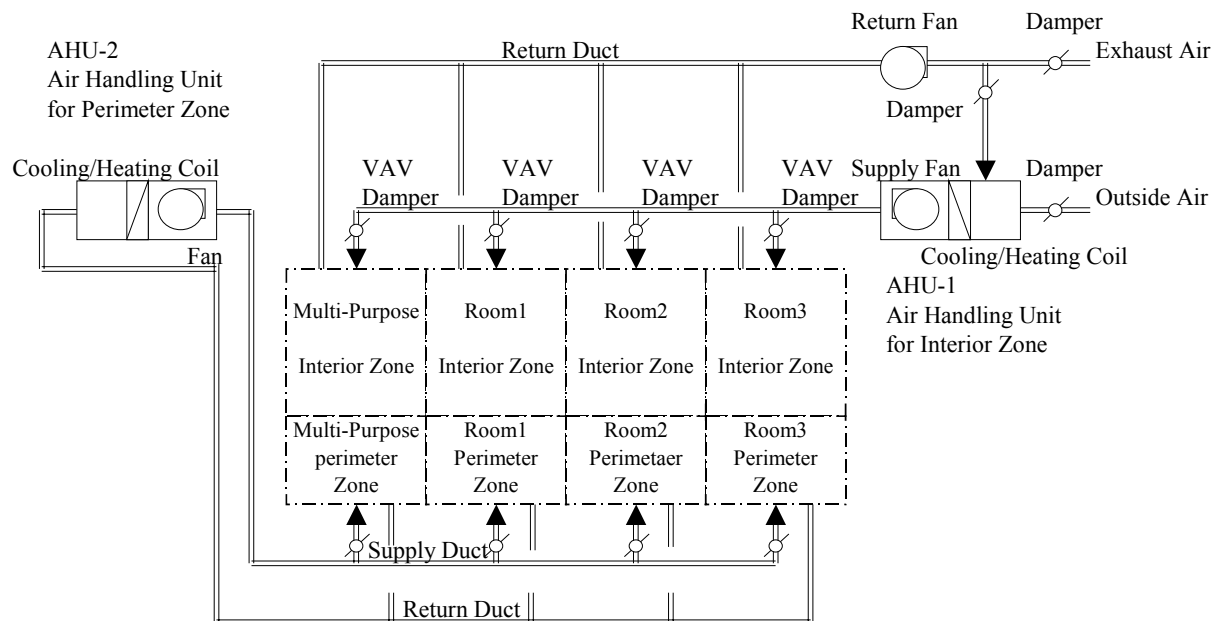 Return Fan
Damper
AHU-2
Air Handling Unit
for Perimeter Zone
Return Duct
Exhaust Air
Damper
Cooling/Heating Coil
VAV
Damper
VAV
Damper
VAV
Damper
VAV
Damper
Supply Fan
Damper
Outside Air
Fan
Cooling/Heating Coil
AHU-1
Air Handling Unit
for Interior Zone
Multi-Purpose
Interior Zone
Room1
Interior Zone
Room2
Interior Zone
Room3
Interior Zone
Multi-Purpose
perimeter
Zone
Room1
Perimeter
Zone
Room2
Perimetaer
Zone
Room3
Perimeter
Zone
Supply Duct
Return Duct